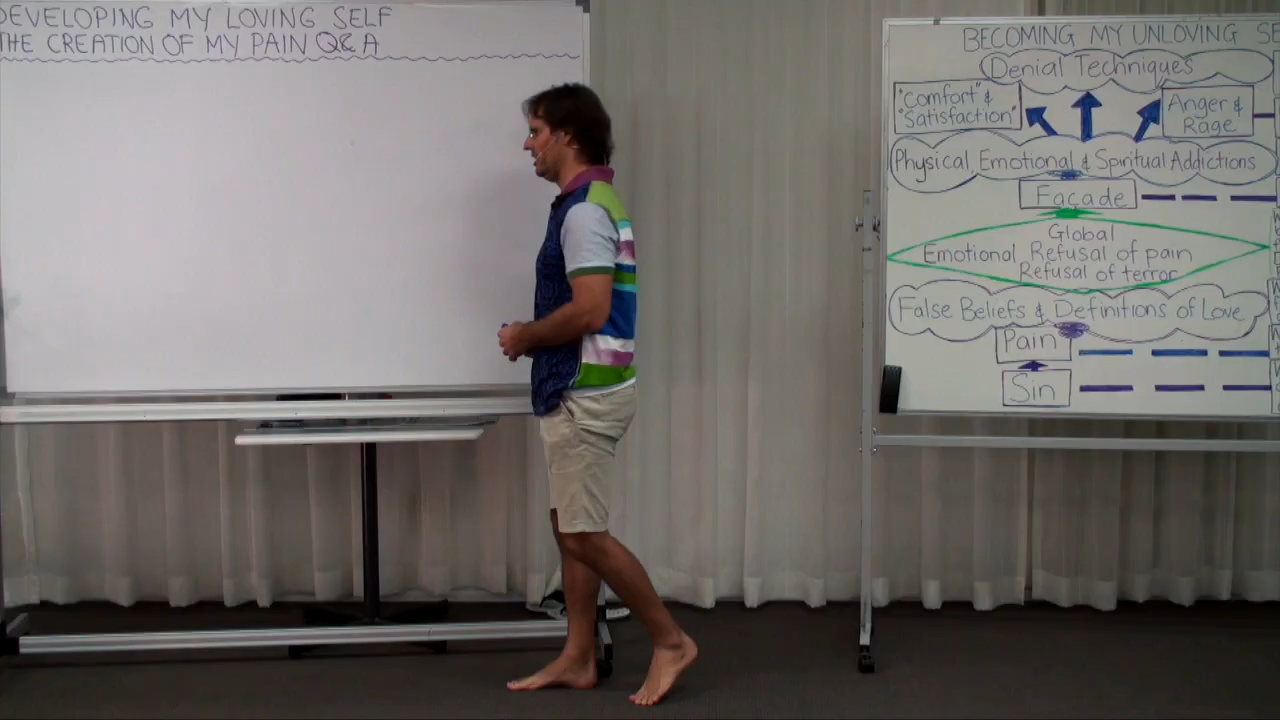 DEVELOPING MY LOVING SELF
THE CREATION OF MY PAIN Q&A
BECOMING MY UNLOVING SE
Denial Techniques
"Comfort" &
"Satisfaction"
Anger &
Rage
Physical, Emotional & Spiritual Addictions
Façade
Global
Emotional Refusal of pain
Refusal of terror
False Beliefs & Definitions of Love
Pain
Sin